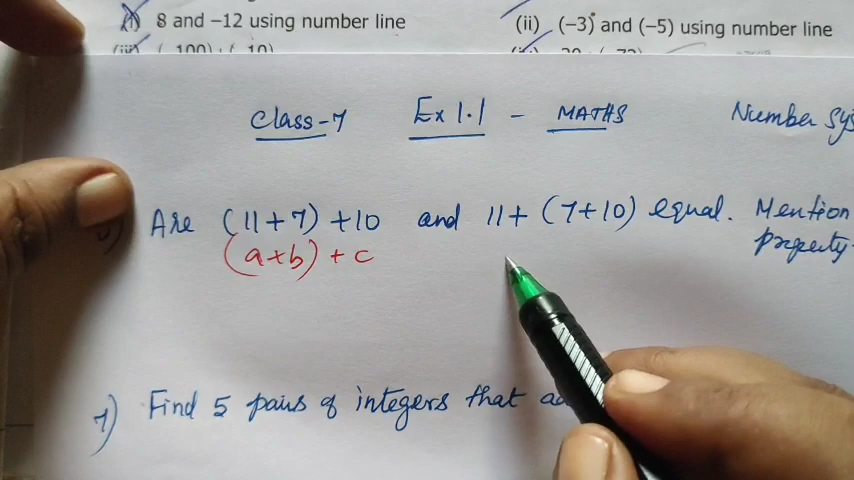 (i) 8 and −12 using number line (ii) (−3) and (−5) using number line
Class-7 Ex 1.1 - MATHS Number Sys
Are (11+7) +10 and 11+ (7+10) equal. Mention
property.
(a+b) + c
7) Find 5 pairs of integers that